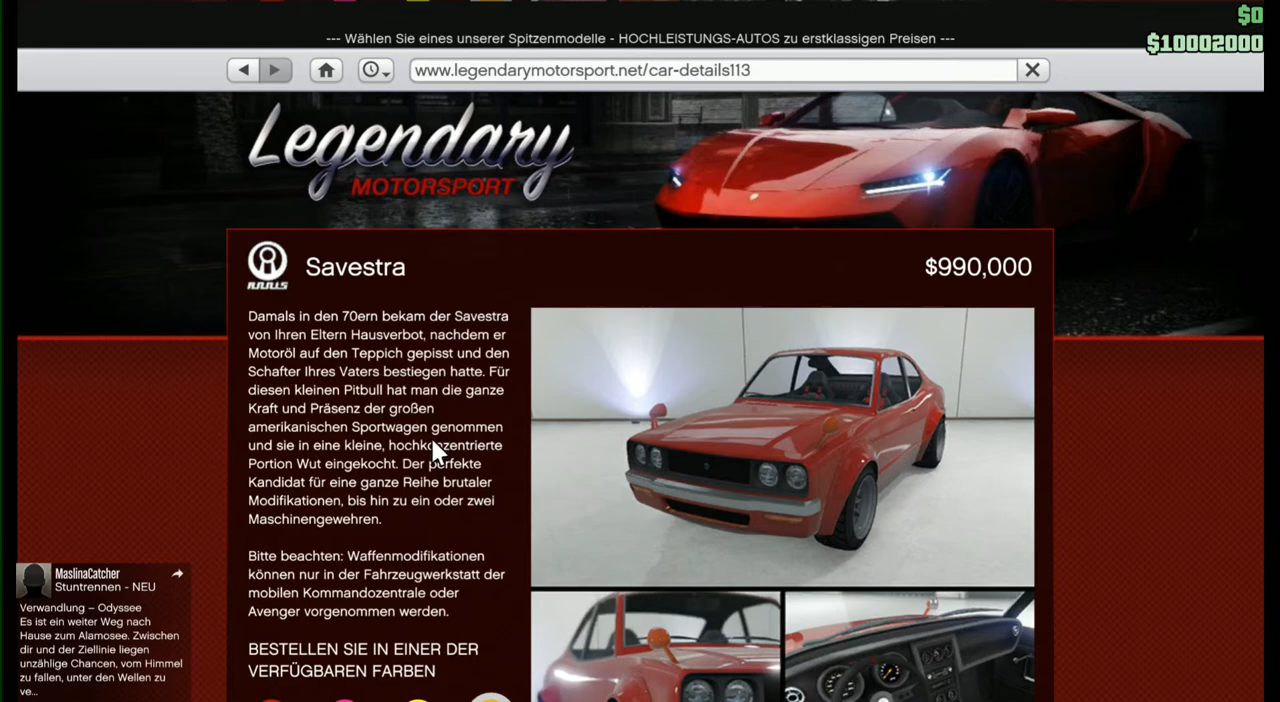 $0
$10002000
--- Wählen Sie eines unserer Spitzenmodelle - HOCHLEISTUNGS-AUTOS zu erstklassigen Preisen ---
www.legendarymotorsport.net/car-details113
Legendary
MOTORSPORT
ANNIS
Savestra
$990,000
Damals in den 70ern bekam der Savestra
von Ihren Eltern Hausverbot, nachdem er
Motoröl auf den Teppich gepisst und den
Schafter Ihres Vaters bestiegen hatte. Für
diesen kleinen Pitbull hat man die ganze
Kraft und Präsenz der großen
amerikanischen Sportwagen genommen
und sie in eine kleine, hochkonzentrierte
Portion Wut eingekocht. Der perfekte
Kandidat für eine ganze Reihe brutaler
Modifikationen, bis hin zu ein oder zwei
Maschinengewehren.
Bitte beachten: Waffenmodifikationen
können nur in der Fahrzeugwerkstatt der
mobilen Kommandozentrale oder
Avenger vorgenommen werden.
BESTELLEN SIE IN EINER DER
VERFÜGBAREN FARBEN
MaslinaCatcher
Stuntrennen - NEU
Verwandlung – Odyssee
Es ist ein weiter Weg nach
Hause zum Alamosee. Zwischen
dir und der Ziellinie liegen
unzählige Chancen, vom Himmel
zu fallen, unter den Wellen zu
ve...